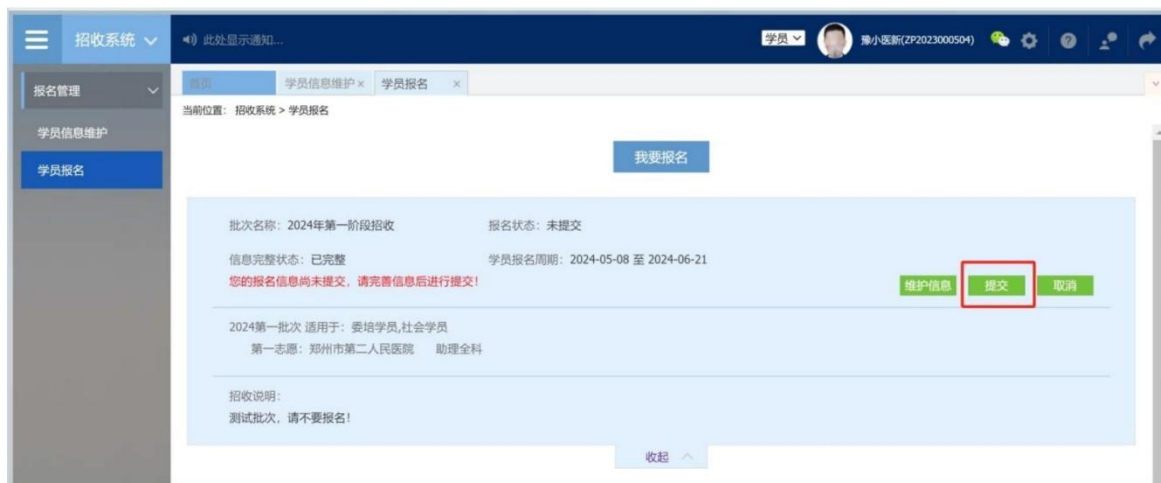 招收系统
此处显示通知...
学员
豫小医新(ZP2023000504)
报名管理
学员信息维护
学员报名
首页
学员信息维护 ×
学员报名 ×
当前位置: 招收系统 > 学员报名
我要报名
批次名称: 2024年第一阶段招收
报名状态: 未提交
信息完整状态: 已完整
学员报名周期: 2024-05-08 至 2024-06-21
您的报名信息尚未提交, 请完善信息后进行提交!
维护信息
提交
取消
2024第一批次 适用于: 委培学员,社会学员
第一志愿: 郑州市第二人民医院 助理全科
招收说明:
测试批次, 请不要报名!
收起